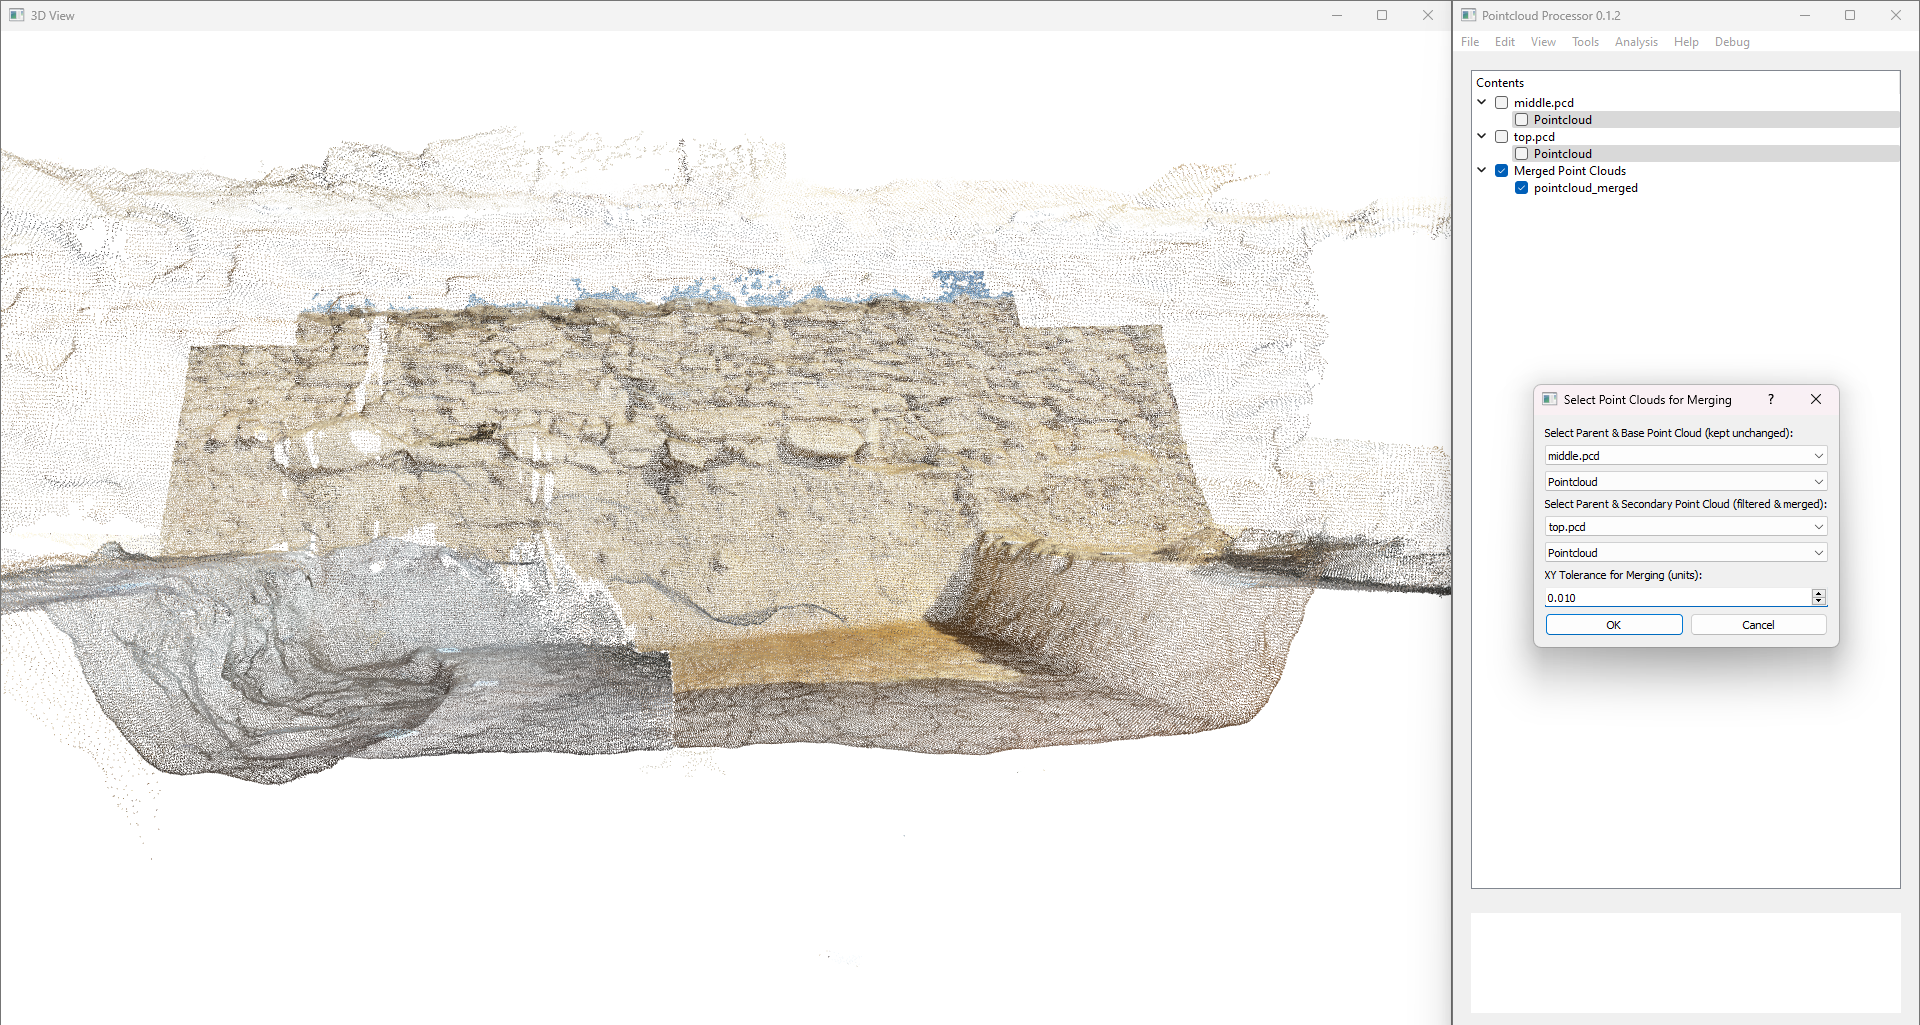 3D View
Pointcloud Processor 0.1.2
File Edit View Tools Analysis Help Debug
Contents
middle.pcd
Pointcloud
top.pcd
Pointcloud
Merged Point Clouds
pointcloud_merged
Select Point Clouds for Merging ?
Select Parent & Base Point Cloud (kept unchanged):
middle.pcd
Pointcloud
Select Parent & Secondary Point Cloud (filtered & merged):
top.pcd
Pointcloud
XY Tolerance for Merging (units):
0.010
OK Cancel